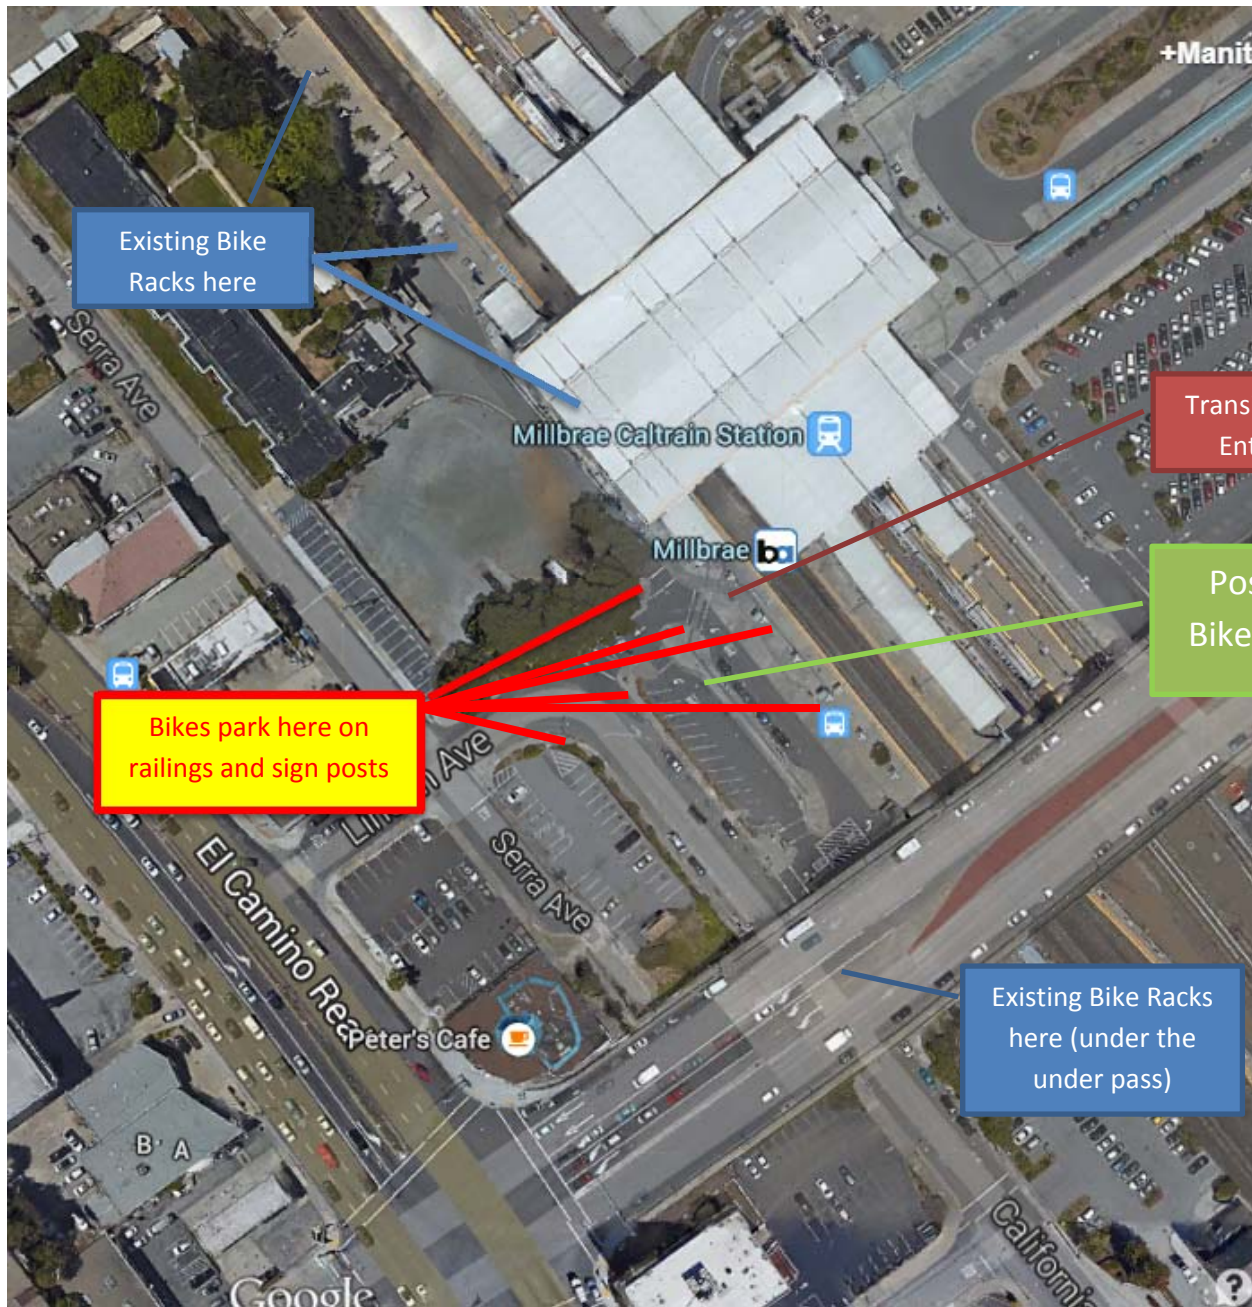 +Manit
Existing Bike
Racks here
Serra Ave
Millbrae Caltrain Station
Trans
Ent
Millbrae ba
Pos
Bike
Bikes park here on
railings and sign posts
Ave
Serra Ave
El Camino Real
Peter's Cafe
Existing Bike Racks
here (under the
under pass)
B A
Californi
Google
?